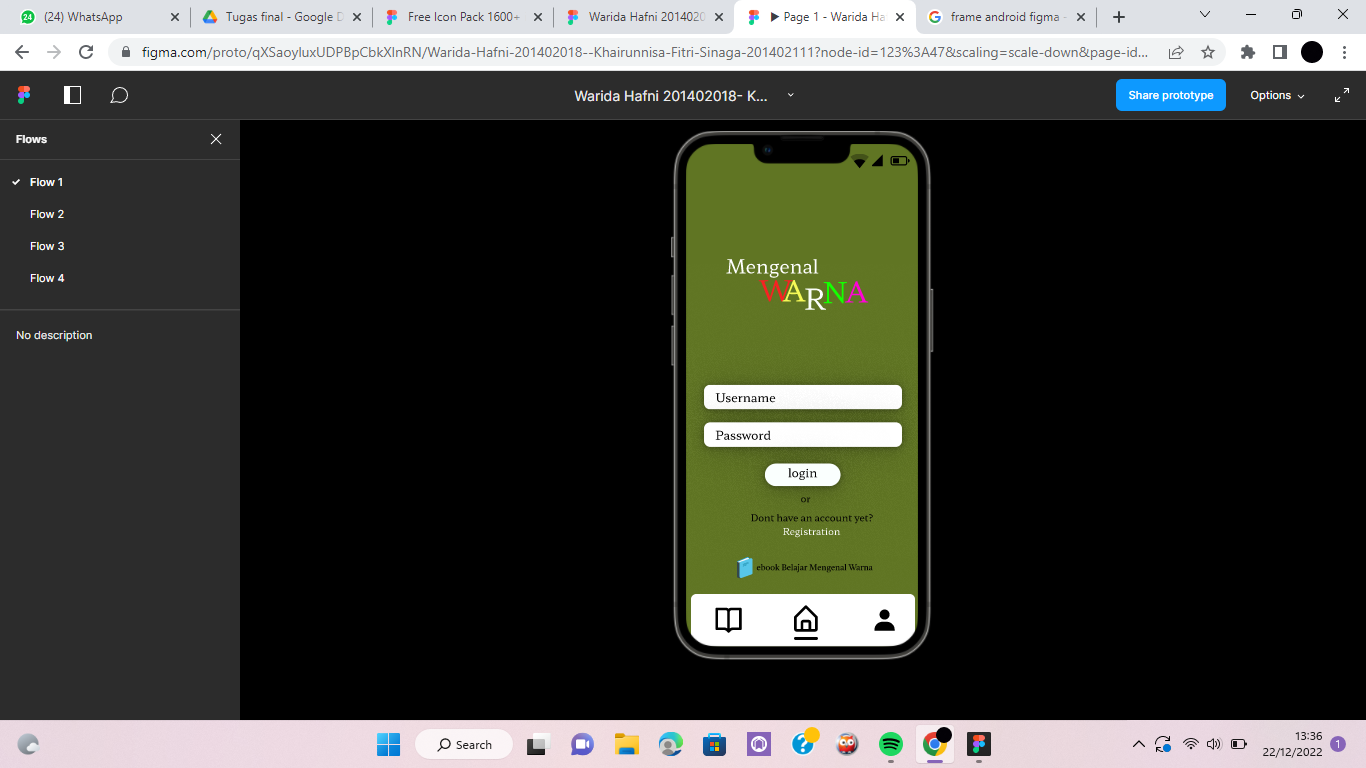 (24) WhatsApp
Tugas final - Google D
Free Icon Pack 1600+
Warida Hafni 2014020
▶ Page 1 - Warida Ha
frame android figma -
figma.com/proto/qXSaoyluxUDPBpCbkXInRN/Warida-Hafni-201402018--Khairunnisa-Fitri-Sinaga-201402111?node-id=123%3A47&scaling=scale-down&page-id...
Warida Hafni 201402018- K...
Share prototype
Options
Flows
Flow 1
Flow 2
Flow 3
Flow 4
No description
Mengenal
WARNA
Username
Password
login
or
Dont have an account yet?
Registration
ebook Belajar Mengenal Warna
Search
13:36
22/12/2022
1